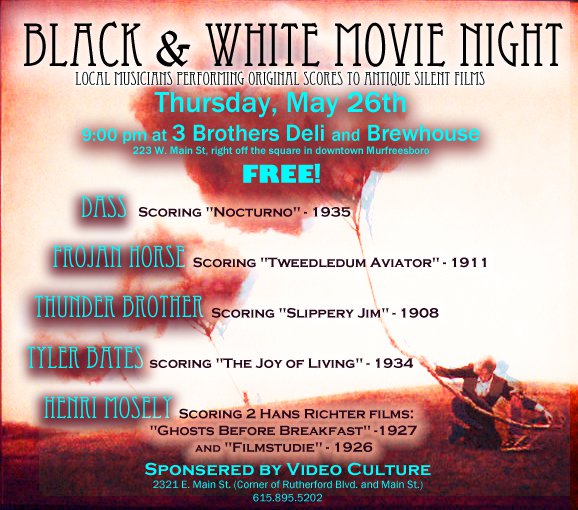 BLACK & WHITE MOVIE NIGHT
LOCAL MUSICIANS PERFORMING ORIGINAL SCORES TO ANTIQUE SILENT FILMS
Thursday, May 26th
9:00 pm at 3 Brothers Deli and Brewhouse
223 W. Main St, right off the square in downtown Murfreesboro
FREE!
DASS Scoring "Nocturno" - 1935
FROJAN HORSE Scoring "Tweedledum Aviator" - 1911
THUNDER BROTHER Scoring "Slippery Jim" - 1908
TYLER BATES scoring "The Joy of Living" - 1934
HENRI MOSELY Scoring 2 Hans Richter films:
"Ghosts Before Breakfast" -1927
and "Filmstudie" - 1926
Sponsered by Video Culture
2321 E. Main St. (Corner of Rutherford Blvd. and Main St.)
615.895.5202